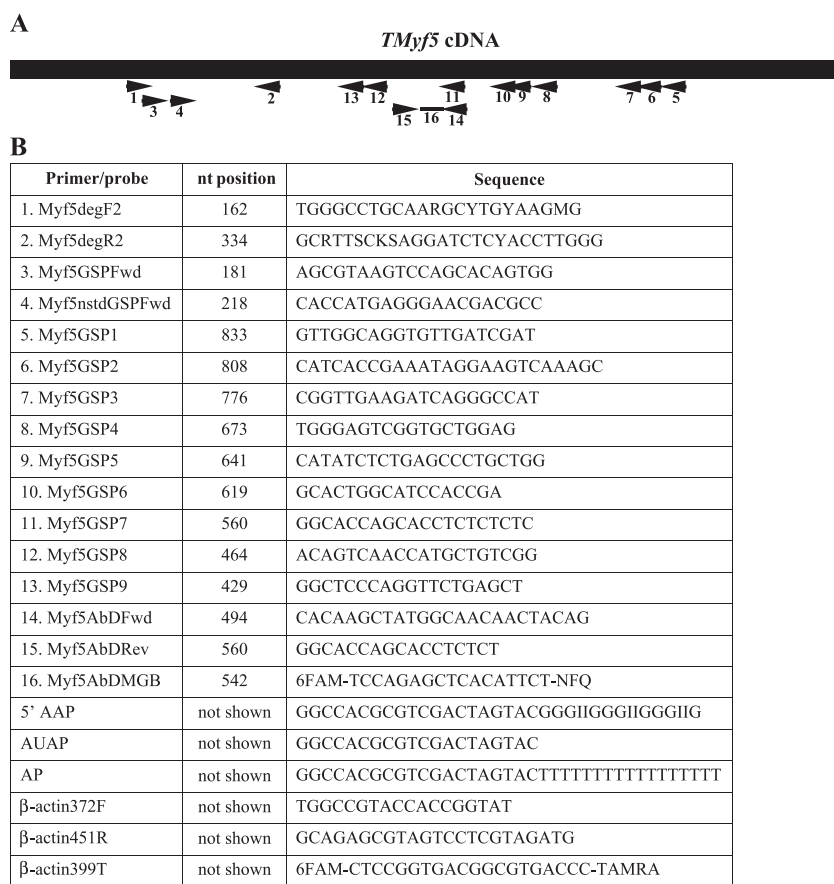 A
TMyf5 cDNA
1 2 13 12 11 10 9 8 7 6 5
3 4 15 16 14
B
Primer/probe nt position Sequence
1. Myf5degF2 162 TGGGCCTGCAARGCYTGYAAGMG
2. Myf5degR2 334 GCRTTSCKSAGGATCTCYACCTTGGG
3. Myf5GSPFwd 181 AGCGTAAGTCCAGCACAGTGG
4. Myf5nstdGSPFwd 218 CACCATGAGGGAACGACGCC
5. Myf5GSP1 833 GTTGGCAGGTGTTGATCGAT
6. Myf5GSP2 808 CATCACCGAAATAGGAAGTCAAAGC
7. Myf5GSP3 776 CGGTTGAAGATCAGGGCCAT
8. Myf5GSP4 673 TGGGAGTCGGTGCTGGAG
9. Myf5GSP5 641 CATATCTCTGAGCCCTGCTGG
10. Myf5GSP6 619 GCACTGGCATCCACCGA
11. Myf5GSP7 560 GGCACCAGCACCTCTCTCTC
12. Myf5GSP8 464 ACAGTCAACCATGCTGTCGG
13. Myf5GSP9 429 GGCTCCCAGGTTCTGAGCT
14. Myf5AbDFwd 494 CACAAGCTATGGCAACAACTACAG
15. Myf5AbDRev 560 GGCACCAGCACCTCTCT
16. Myf5AbDMGB 542 6FAM-TCCAGAGCTCACATTCT-NFQ
5’ AAP not shown GGCCACGCGTCGACTAGTACGGGIIGGGIIGGGIIG
AUAP not shown GGCCACGCGTCGACTAGTAC
AP not shown GGCCACGCGTCGACTAGTACTTTTTTTTTTTTTTTTT
β-actin372F not shown TGGCCGTACCACCGGTAT
β-actin451R not shown GCAGAGCGTAGTCCTCGTAGATG
β-actin399T not shown 6FAM-CTCCGGTGACGGCGTGACCC-TAMRA